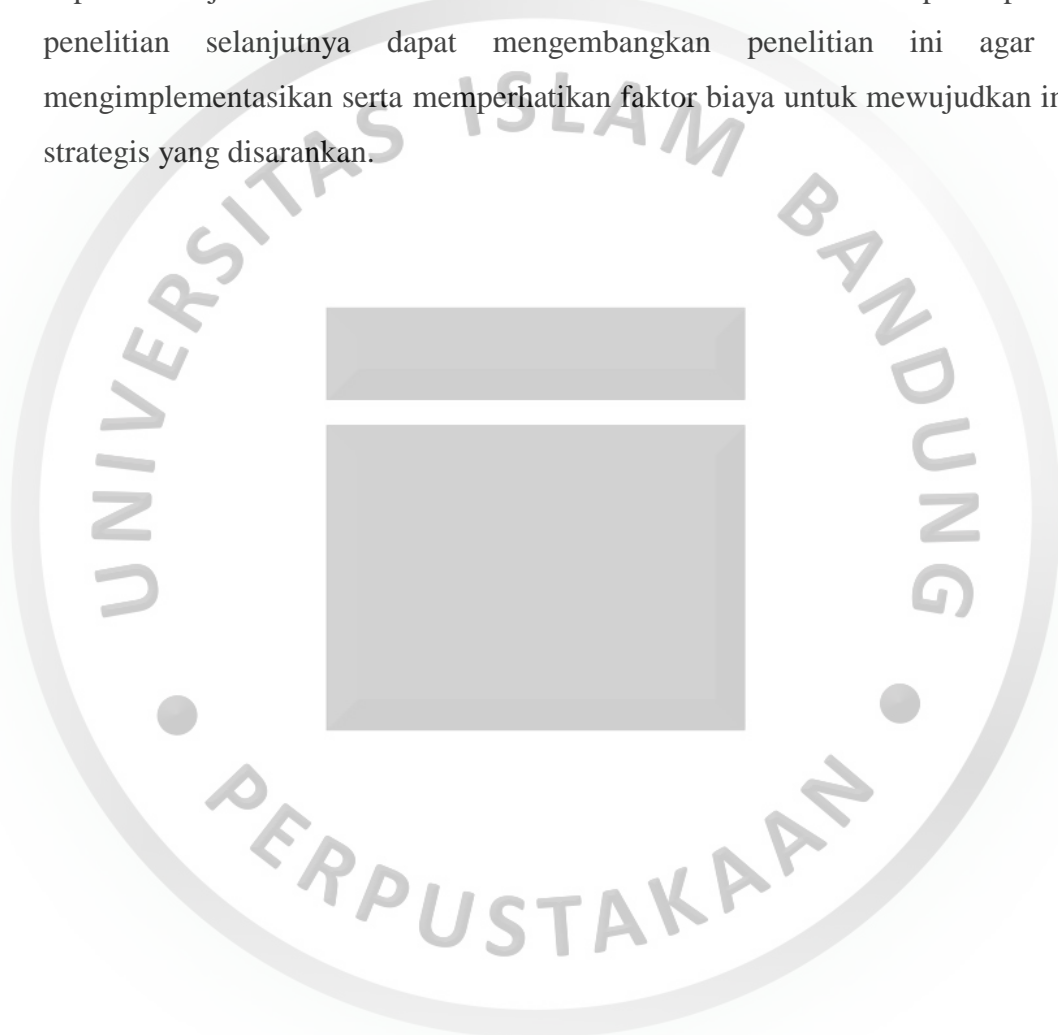 penelitian selanjutnya dapat mengembangkan penelitian ini agar
mengimplementasikan serta memperhatikan faktor biaya untuk mewujudkan
strategis yang disarankan.
UNIVERSITAS ISLAM BANDUNG
PERPUSTAKAAN